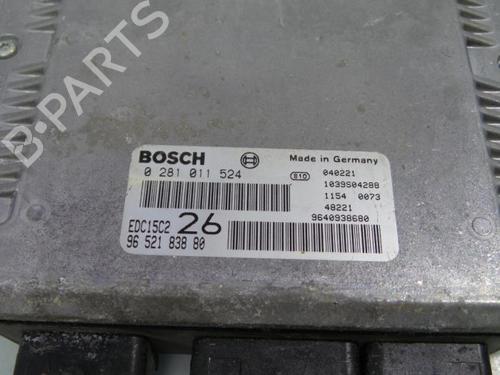 B-PARTS
BOSCH
Made in Germany
0 281 011 524
810
040221
1039S04288
1154 0073
48221
9640938680
EDC15C2 26
96 521 838 80